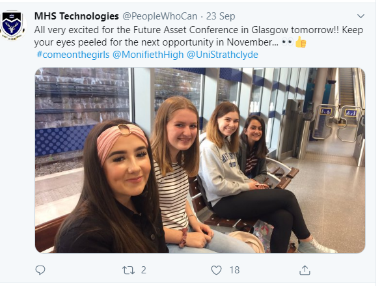 MHS Technologies @PeopleWhoCan · 23 Sep
All very excited for the Future Asset Conference in Glasgow tomorrow!! Keep
your eyes peeled for the next opportunity in November... 👀👍
#comeonthegirls @MonifiethHigh @UniStrathclyde
2
18